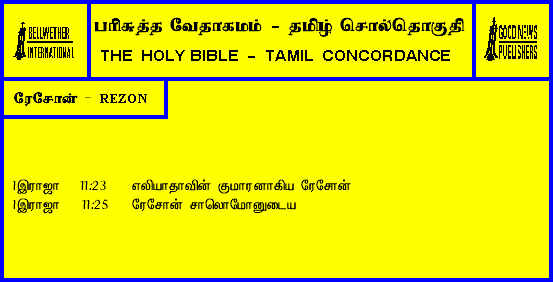 BELLWETHER
INTERNATIONAL
பரிசுத்த வேதாகமம் - தமிழ் சொல்தொகுதி
THE HOLY BIBLE - TAMIL CONCORDANCE
GOOD NEWS
PUBLISHERS
ரேசோன் - REZON
1இராஜா 11:23 எலியாதாவின் குமாரனாகிய ரேசோன்
1இராஜா 11:25 ரேசோன் சாலொமோனுடைய